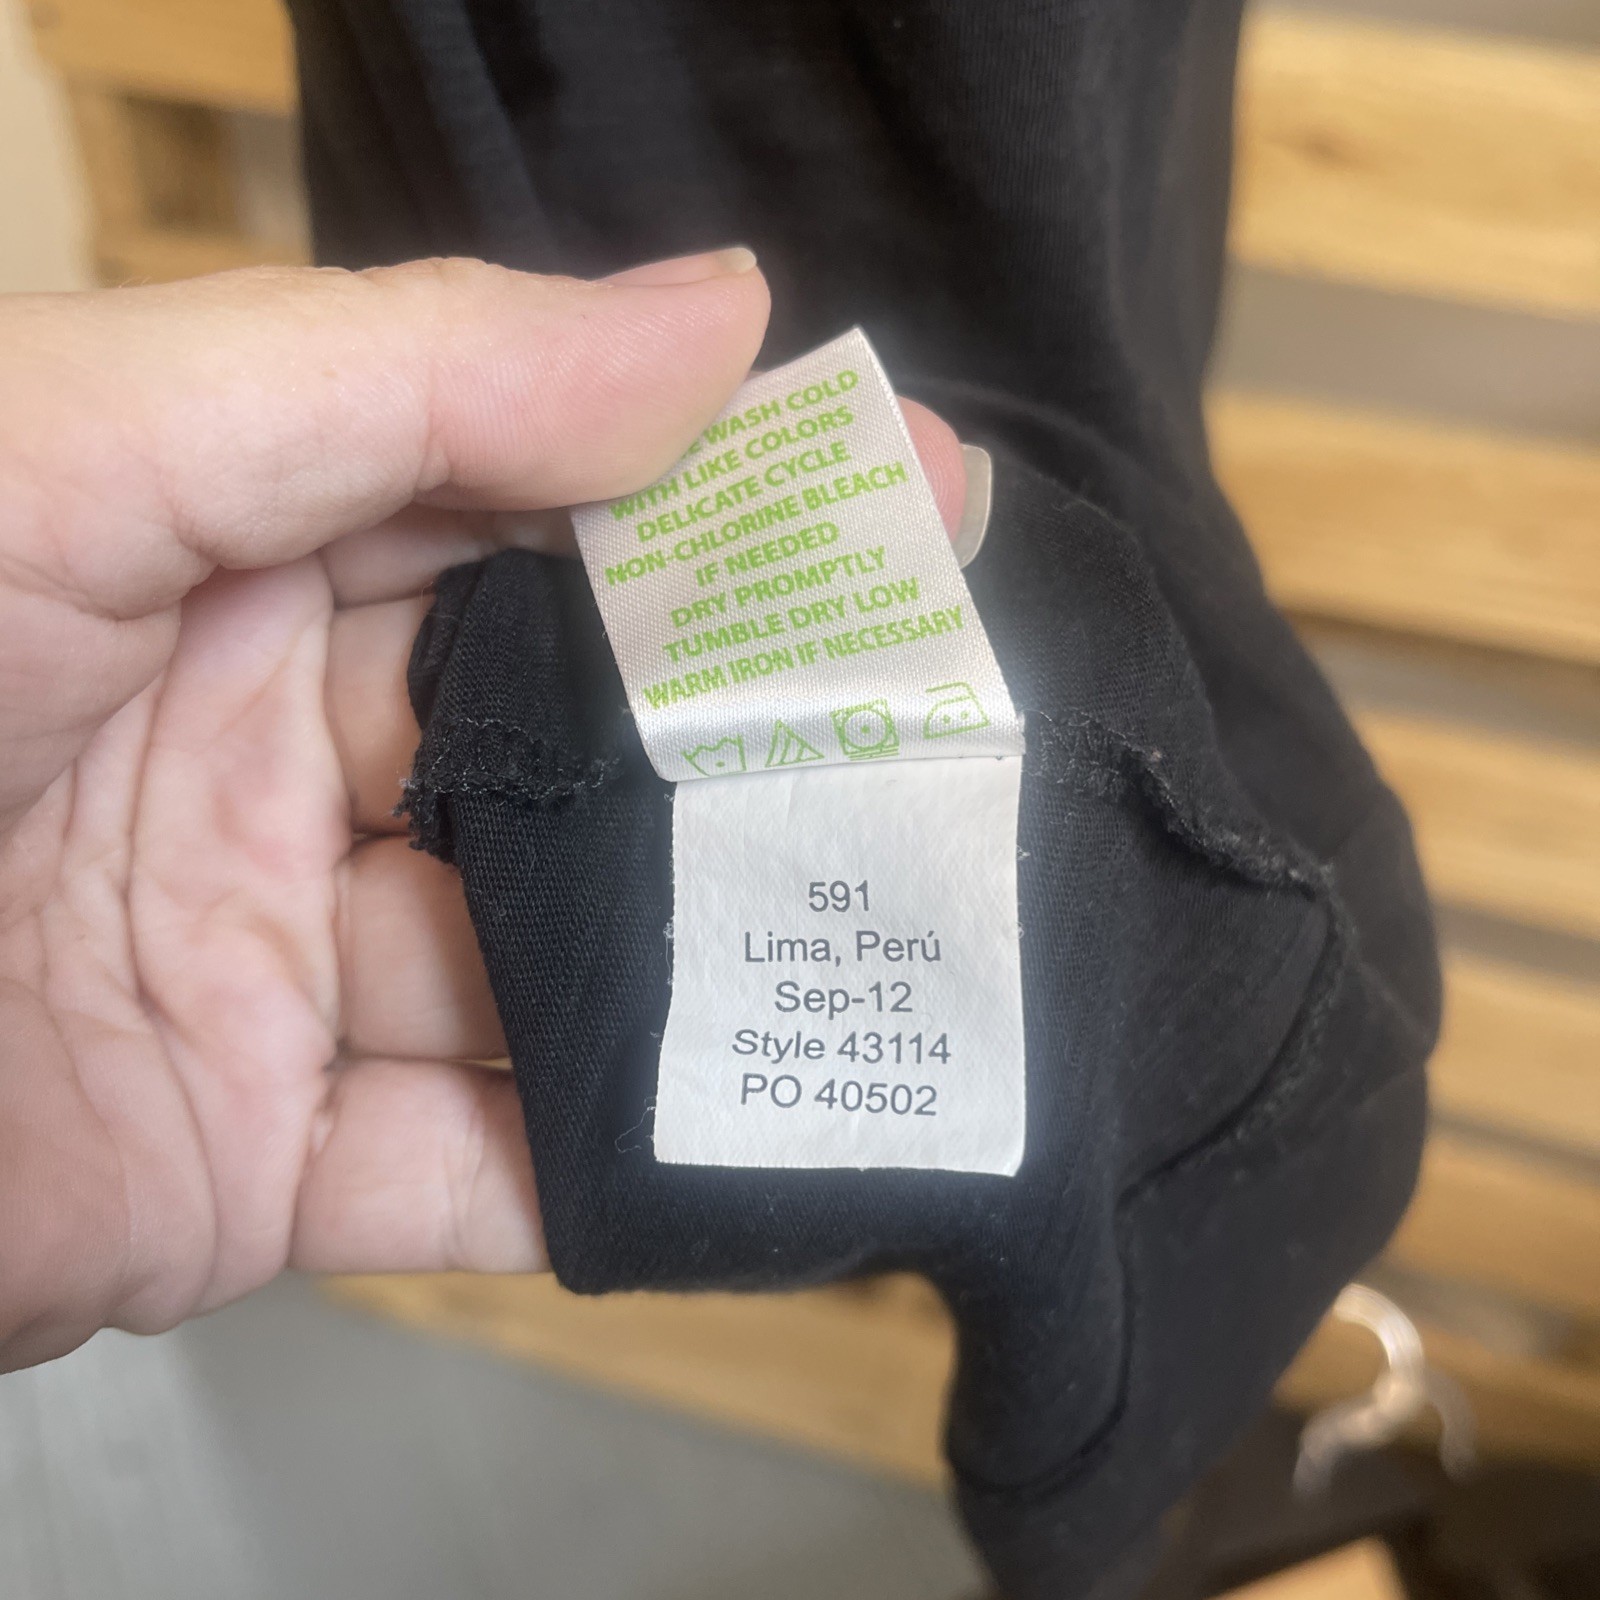 WASH COLD
WITH LIKE COLORS
DELICATE CYCLE
NON-CHLORINE BLEACH
IF NEEDED
DRY PROMPTLY
TUMBLE DRY LOW
WARM IRON IF NECESSARY
591
Lima, Perú
Sep-12
Style 43114
PO 40502